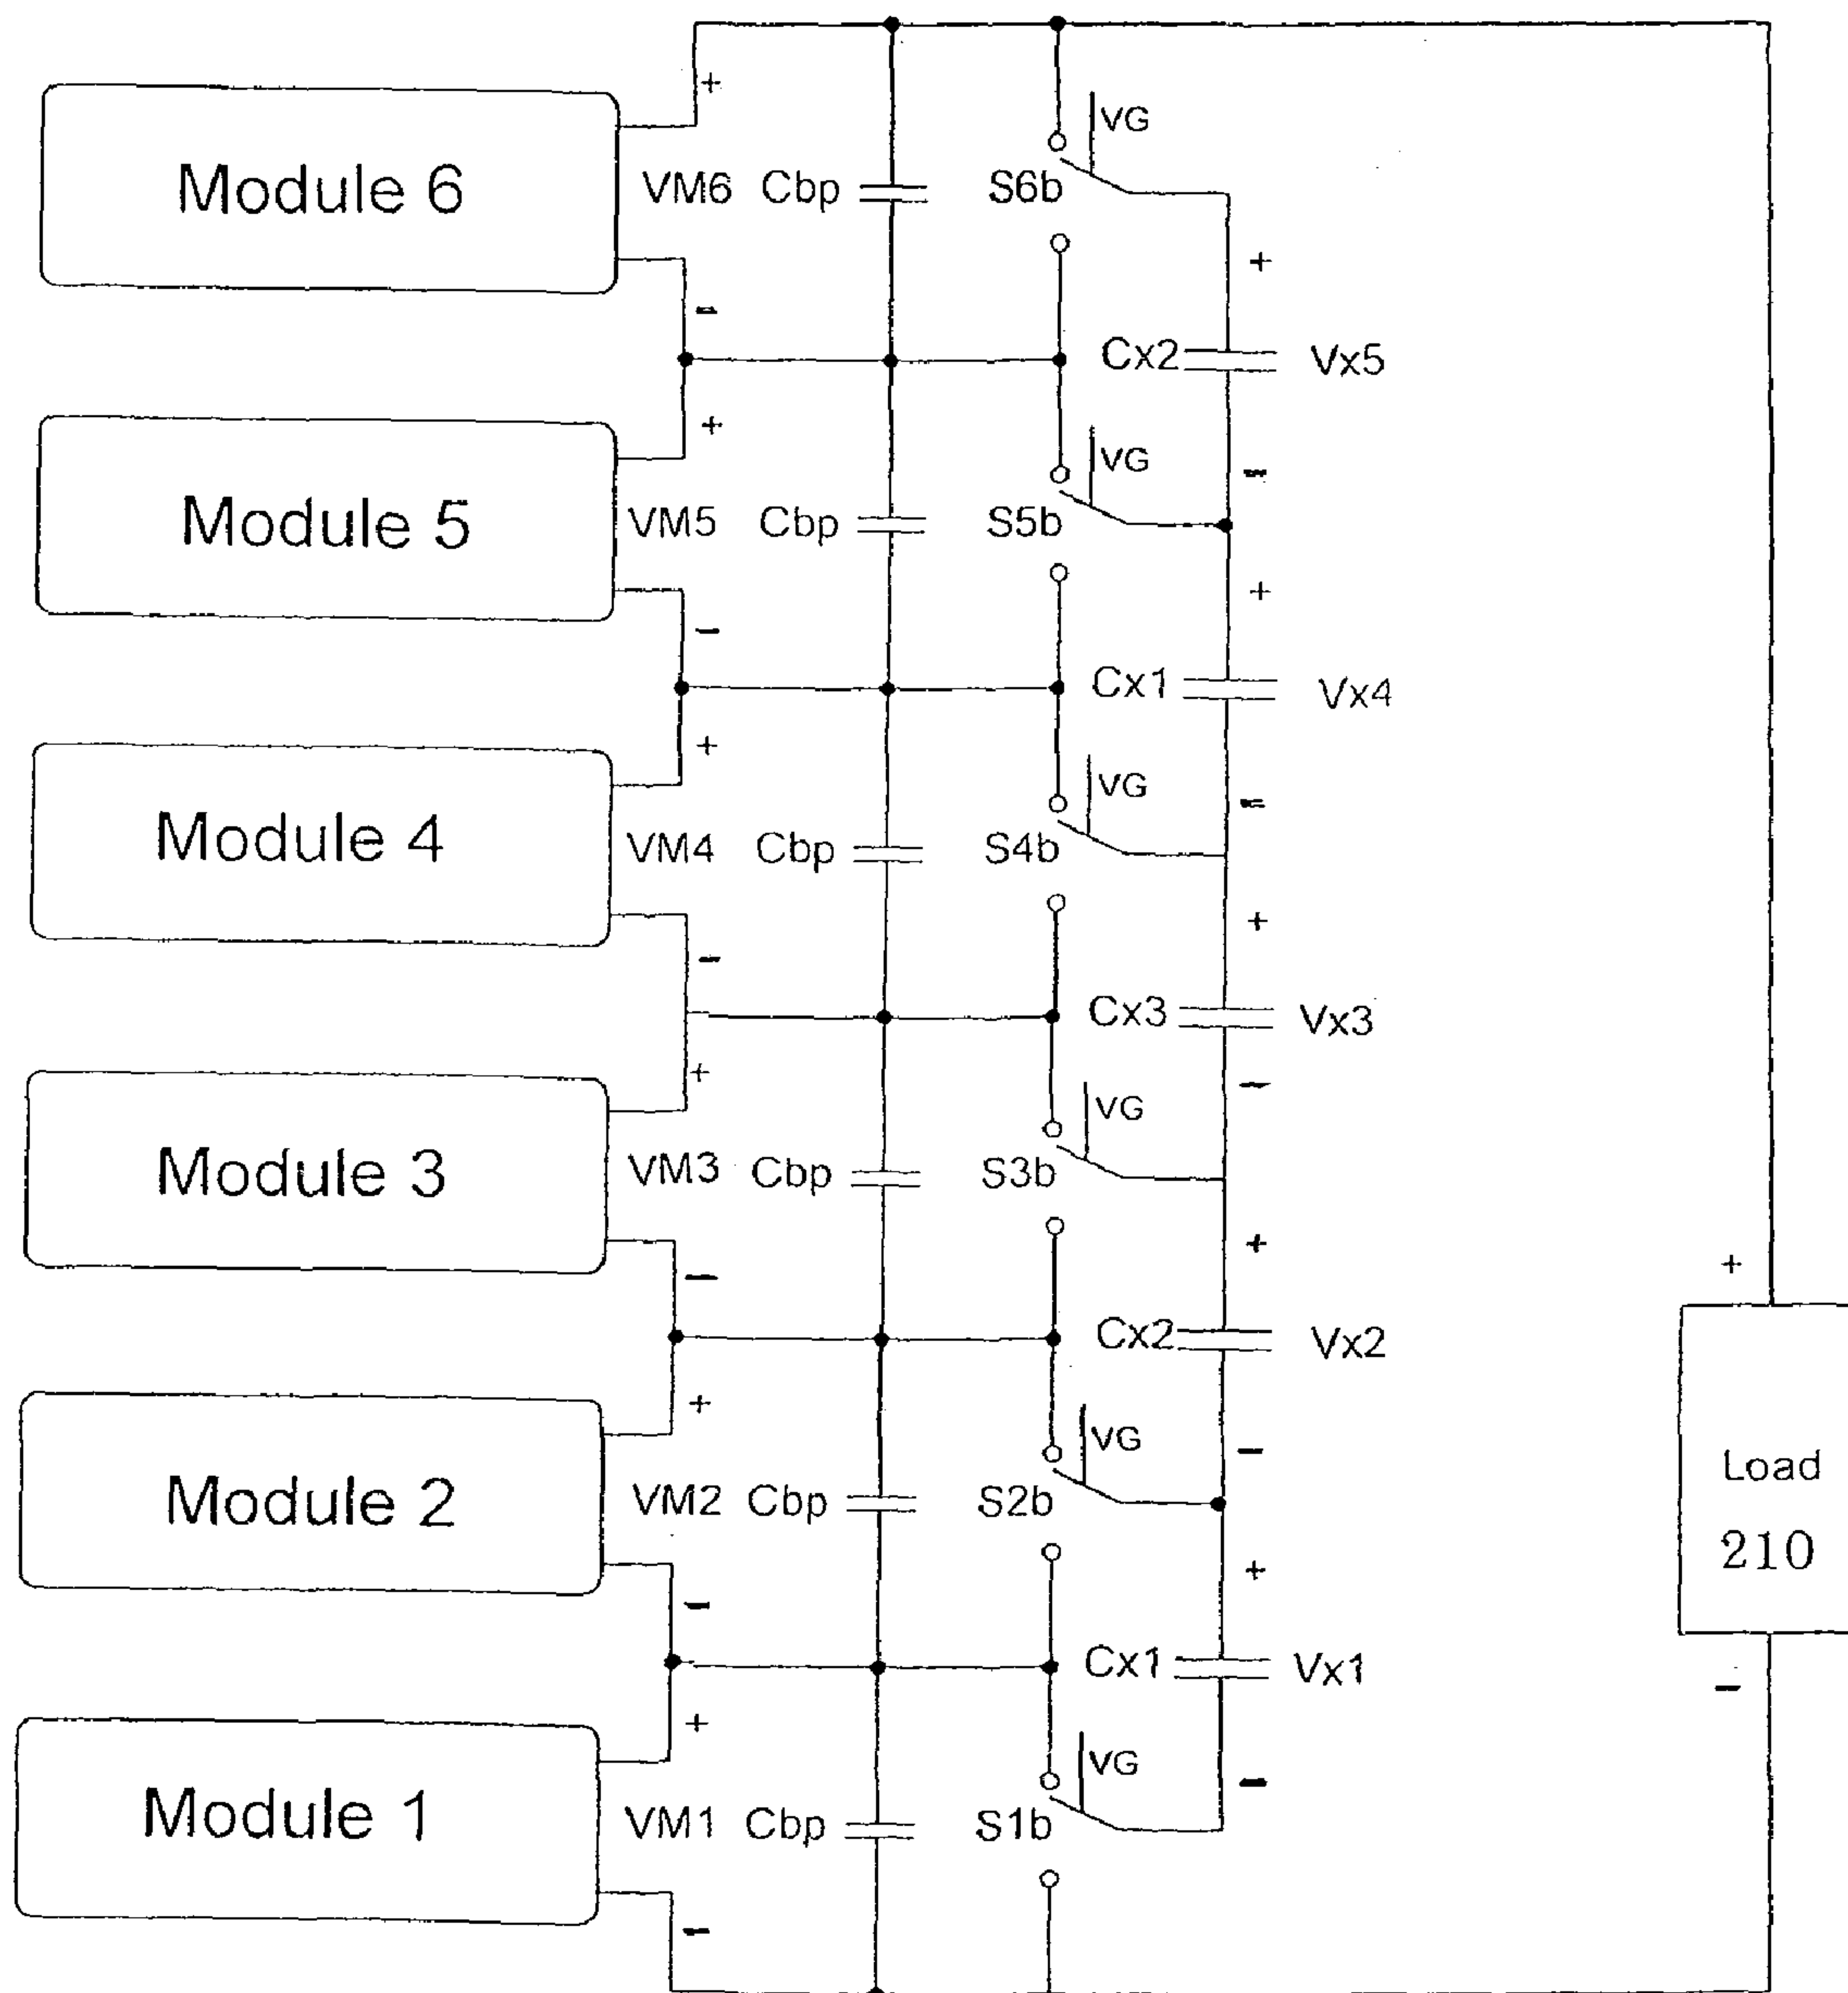 +
VG
Module 6 VM6 Cbp S6b
+
-
Cx2 Vx5
+
VG
-
Module 5 VM5 Cbp S5b
+
-
Cx1 Vx4
+
VG
-
Module 4 VM4 Cbp S4b
+
-
Cx3 Vx3
+
-
VG
Module 3 VM3 Cbp S3b
+
+
-
Cx2 Vx2
+
VG
-
Load
Module 2 VM2 Cbp S2b
210
+
-
Cx1 Vx1
-
+
VG
-
Module 1 VM1 Cbp S1b
-